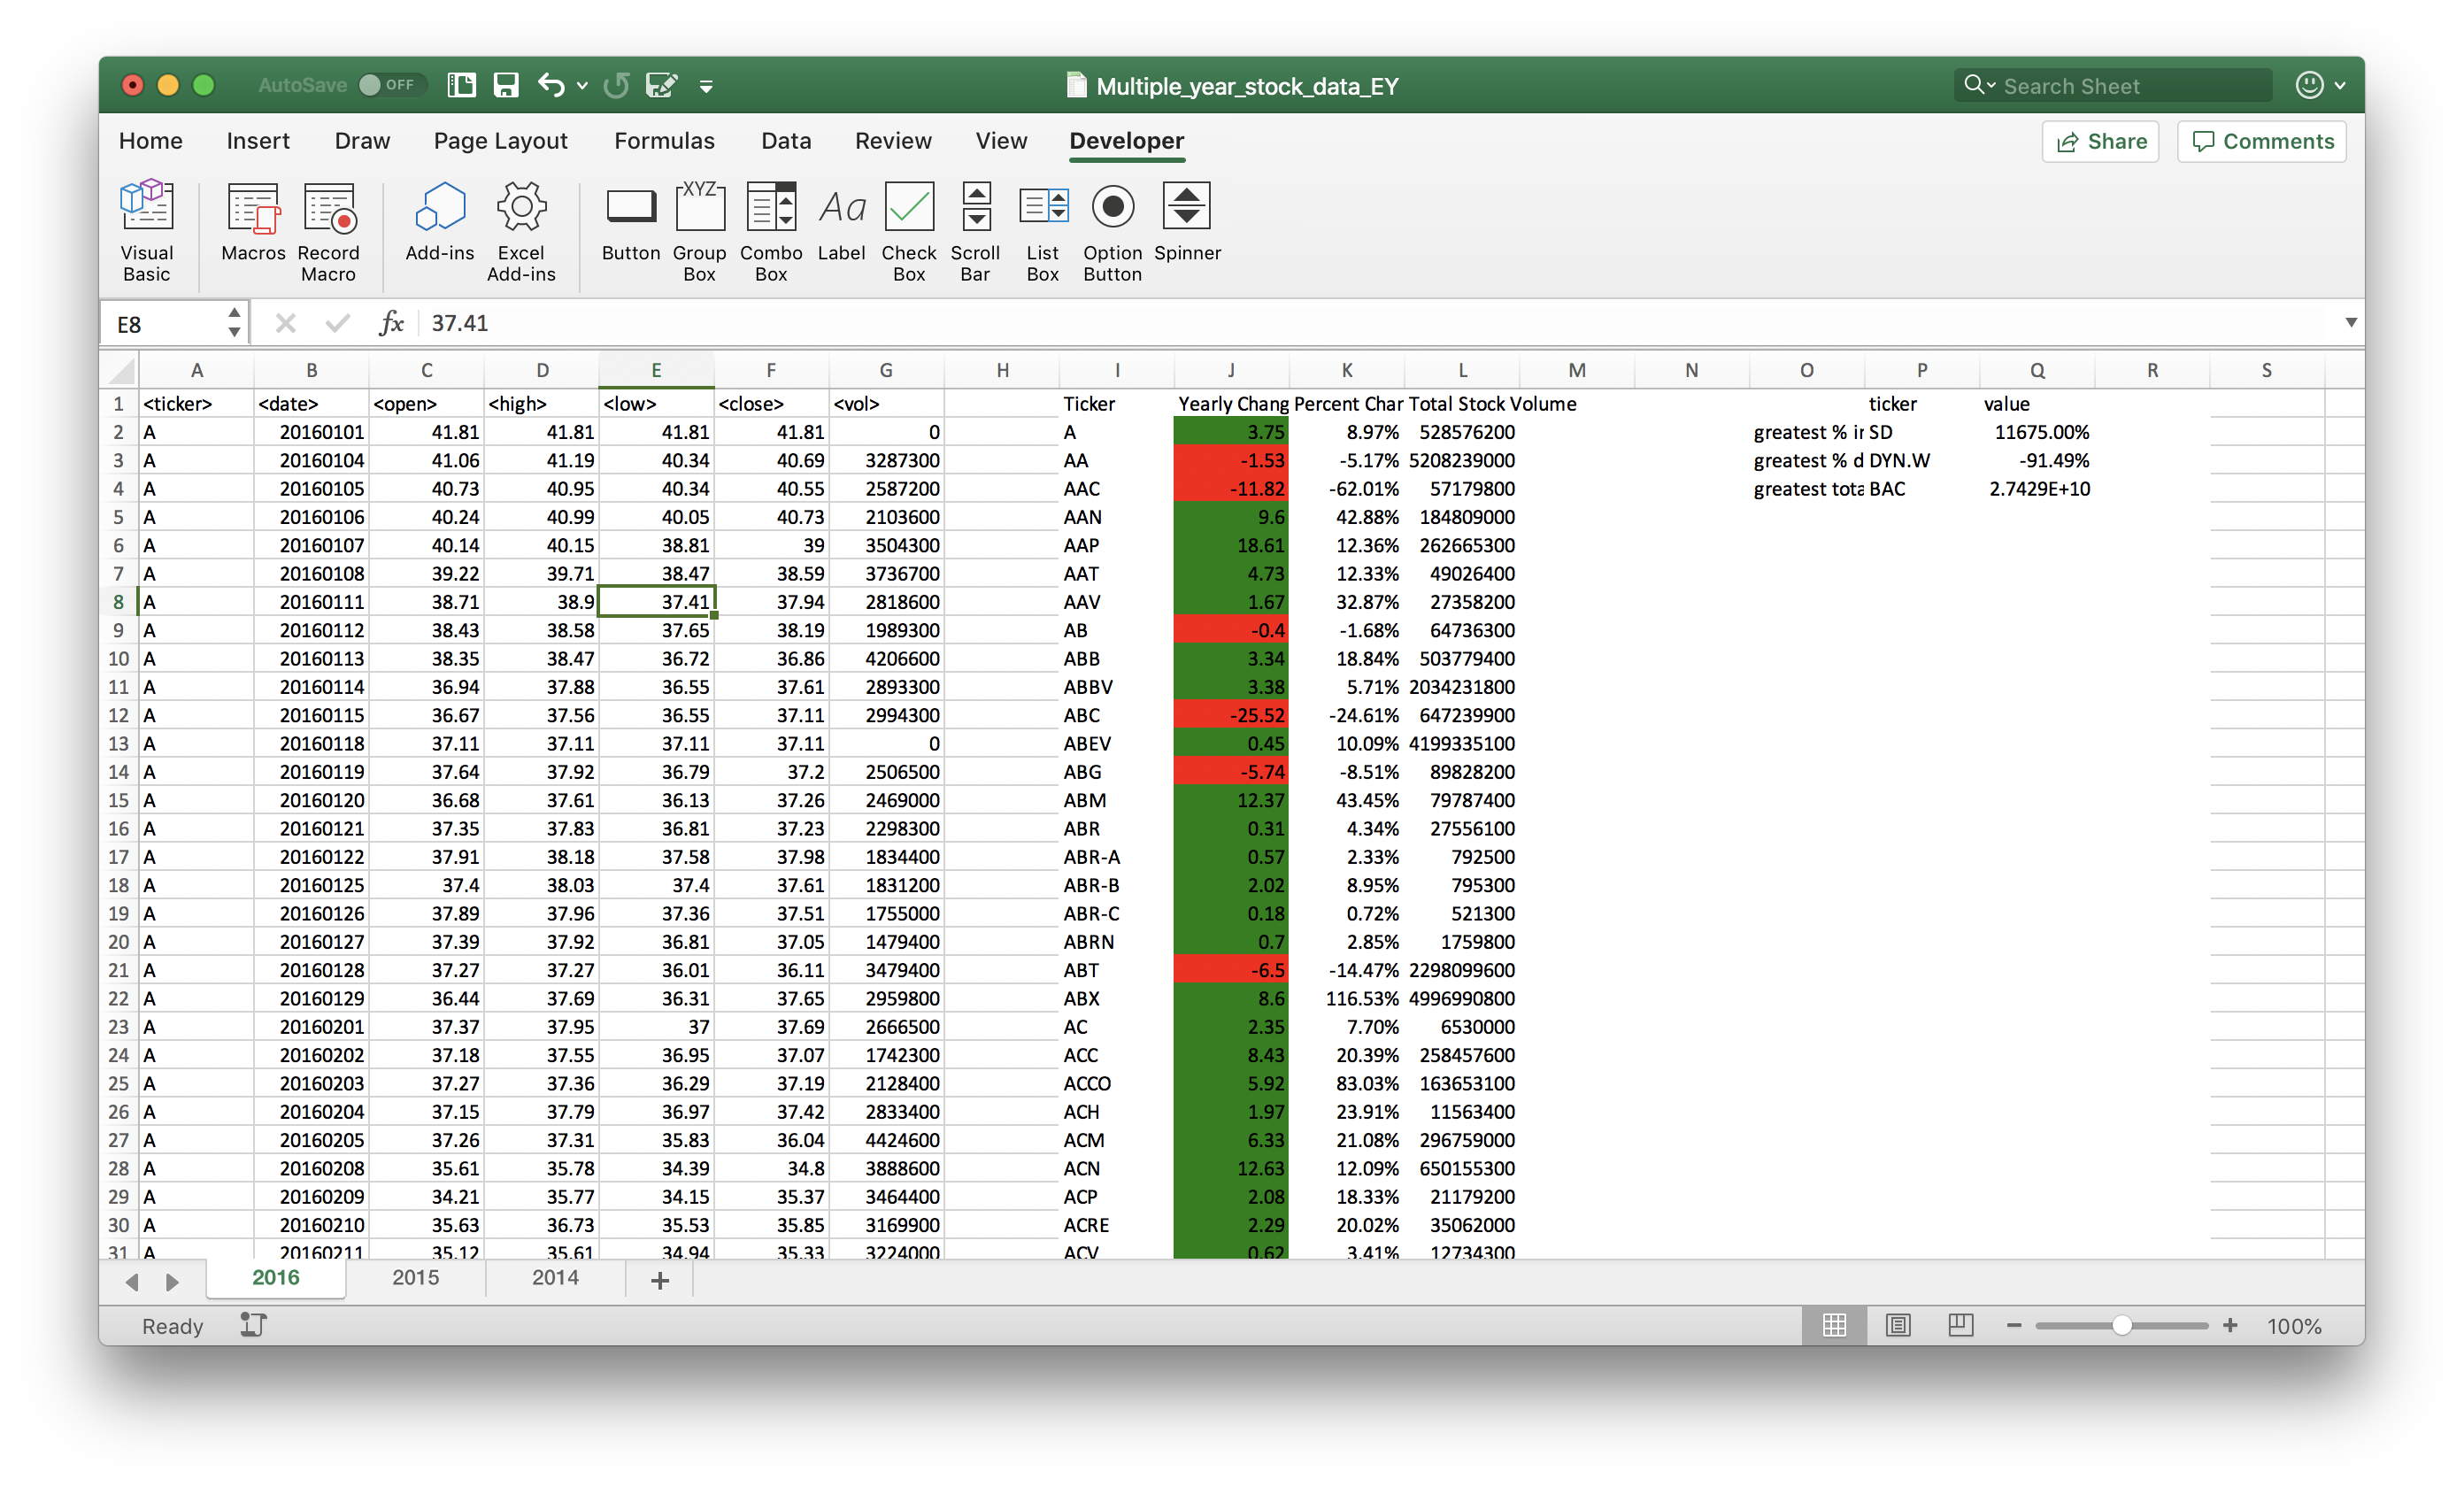 AutoSave OFF Multiple_year_stock_data_EY Search Sheet
Home Insert Draw Page Layout Formulas Data Review View Developer Share Comments
Visual Basic Macros Record Macro Add-ins Excel Add-ins Button XYZ Group Box Combo Box Aa Label Check Box Scroll Bar List Box Option Button Spinner
E8 fx 37.41
A B C D E F G H I J K L M N O P Q R S
1 <ticker> <date> <open> <high> <low> <close> <vol> Ticker Yearly Chang Percent Char Total Stock Volume ticker value
2 A 20160101 41.81 41.81 41.81 41.81 0 A 3.75 8.97% 528576200 greatest % ir SD 11675.00%
3 A 20160104 41.06 41.19 40.34 40.69 3287300 AA -1.53 -5.17% 5208239000 greatest % d DYN.W -91.49%
4 A 20160105 40.73 40.95 40.34 40.55 2587200 AAC -11.82 -62.01% 57179800 greatest tota BAC 2.7429E+10
5 A 20160106 40.24 40.99 40.05 40.73 2103600 AAN 9.6 42.88% 184809000
6 A 20160107 40.14 40.15 38.81 39 3504300 AAP 18.61 12.36% 262665300
7 A 20160108 39.22 39.71 38.47 38.59 3736700 AAT 4.73 12.33% 49026400
8 A 20160111 38.71 38.9 37.41 37.94 2818600 AAV 1.67 32.87% 27358200
9 A 20160112 38.43 38.58 37.65 38.19 1989300 AB -0.4 -1.68% 64736300
10 A 20160113 38.35 38.47 36.72 36.86 4206600 ABB 3.34 18.84% 503779400
11 A 20160114 36.94 37.88 36.55 37.61 2893300 ABBV 3.38 5.71% 2034231800
12 A 20160115 36.67 37.56 36.55 37.11 2994300 ABC -25.52 -24.61% 647239900
13 A 20160118 37.11 37.11 37.11 37.11 0 ABEV 0.45 10.09% 4199335100
14 A 20160119 37.64 37.92 36.79 37.2 2506500 ABG -5.74 -8.51% 89828200
15 A 20160120 36.68 37.61 36.13 37.26 2469000 ABM 12.37 43.45% 79787400
16 A 20160121 37.35 37.83 36.81 37.23 2298300 ABR 0.31 4.34% 27556100
17 A 20160122 37.91 38.18 37.58 37.98 1834400 ABR-A 0.57 2.33% 792500
18 A 20160125 37.4 38.03 37.4 37.61 1831200 ABR-B 2.02 8.95% 795300
19 A 20160126 37.89 37.96 37.36 37.51 1755000 ABR-C 0.18 0.72% 521300
20 A 20160127 37.39 37.92 36.81 37.05 1479400 ABRN 0.7 2.85% 1759800
21 A 20160128 37.27 37.27 36.01 36.11 3479400 ABT -6.5 -14.47% 2298099600
22 A 20160129 36.44 37.69 36.31 37.65 2959800 ABX 8.6 116.53% 4996990800
23 A 20160201 37.37 37.95 37 37.69 2666500 AC 2.35 7.70% 6530000
24 A 20160202 37.18 37.55 36.95 37.07 1742300 ACC 8.43 20.39% 258457600
25 A 20160203 37.27 37.36 36.29 37.19 2128400 ACCO 5.92 83.03% 163653100
26 A 20160204 37.15 37.79 36.97 37.42 2833400 ACH 1.97 23.91% 11563400
27 A 20160205 37.26 37.31 35.83 36.04 4424600 ACM 6.33 21.08% 296759000
28 A 20160208 35.61 35.78 34.39 34.8 3888600 ACN 12.63 12.09% 650155300
29 A 20160209 34.21 35.77 34.15 35.37 3464400 ACP 2.08 18.33% 21179200
30 A 20160210 35.63 36.73 35.53 35.85 3169900 ACRE 2.29 20.02% 35062000
31 A 20160211 35.12 35.61 34.94 35.33 3224000 ACV 0.62 3.41% 12734300
2016 2015 2014 +
Ready 100%